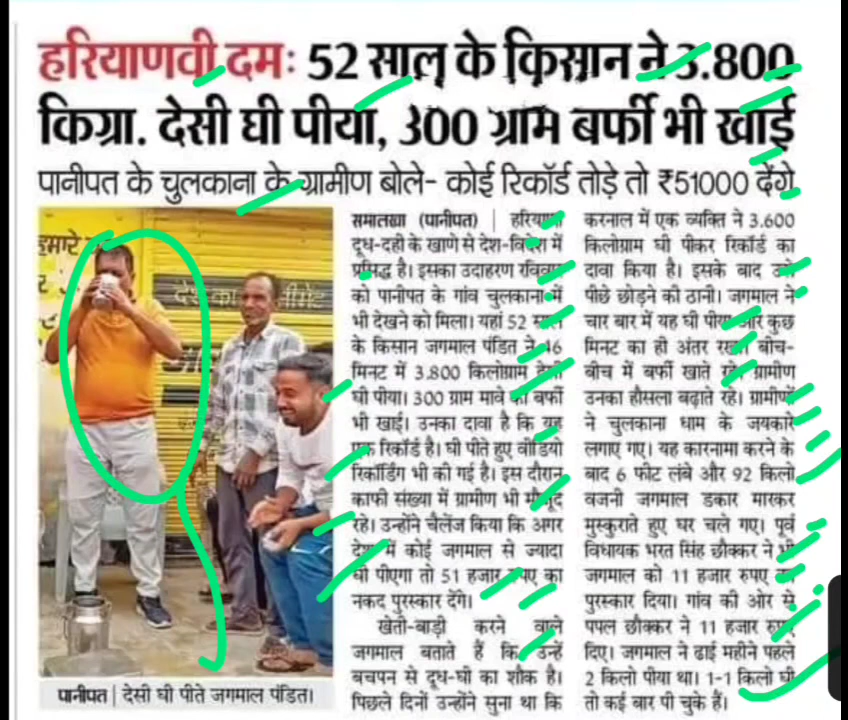 हरियाणवी दमः 52 साल के किसान ने 3.800
किग्रा. देसी घी पीया, 300 ग्राम बर्फी भी खाई
पानीपत के चुलकाना के ग्रामीण बोले- कोई रिकॉर्ड तोड़े तो ₹51000 देंगे
हमारे
देश का सीमेंट
पानीपत | देसी घी पीते जगमाल पंडित।
समालखा (पानीपत) | हरियाणा
दूध-दही के खाणे से देश-विदेश में
प्रसिद्ध है। इसका उदाहरण रविवार
को पानीपत के गांव चुलकाना में
भी देखने को मिला। यहां 52 साल
के किसान जगमाल पंडित ने 46
मिनट में 3.800 किलोग्राम देसी
घी पीया। 300 ग्राम मावे की बर्फी
भी खाई। उनका दावा है कि यह
एक रिकॉर्ड है। घी पीते हुए वीडियो
रिकॉर्डिंग भी की गई है। इस दौरान
काफी संख्या में ग्रामीण भी मौजूद
रहे। उन्होंने चैलेंज किया कि अगर
देश में कोई जगमाल से ज्यादा
घी पीएगा तो 51 हजार रुपए का
नकद पुरस्कार देंगे।
खेती-बाड़ी करने वाले
जगमाल बताते हैं कि उन्हें
बचपन से दूध-घी का शौक है।
पिछले दिनों उन्होंने सुना था कि
करनाल में एक व्यक्ति ने 3.600
किलोग्राम घी पीकर रिकॉर्ड का
दावा किया है। इसके बाद उसे
पीछे छोड़ने की ठानी। जगमाल ने
चार बार में यह घी पीया और कुछ
मिनट का ही अंतर रखा। बीच-
बीच में बर्फी खाते रहे। ग्रामीण
उनका हौसला बढ़ाते रहे। ग्रामीणों
ने चुलकाना धाम के जयकारे
लगाए गए। यह कारनामा करने के
बाद 6 फीट लंबे और 92 किलो
वजनी जगमाल डकार मारकर
मुस्कुराते हुए घर चले गए। पूर्व
विधायक भरत सिंह छौक्कर ने भी
जगमाल को 11 हजार रुपए का
पुरस्कार दिया। गांव की ओर से
पपल छौक्कर ने 11 हजार रुपए
दिए। जगमाल ने ढाई महीने पहले
2 किलो पीया था। 1-1 किलो घी
तो कई बार पी चुके हैं।